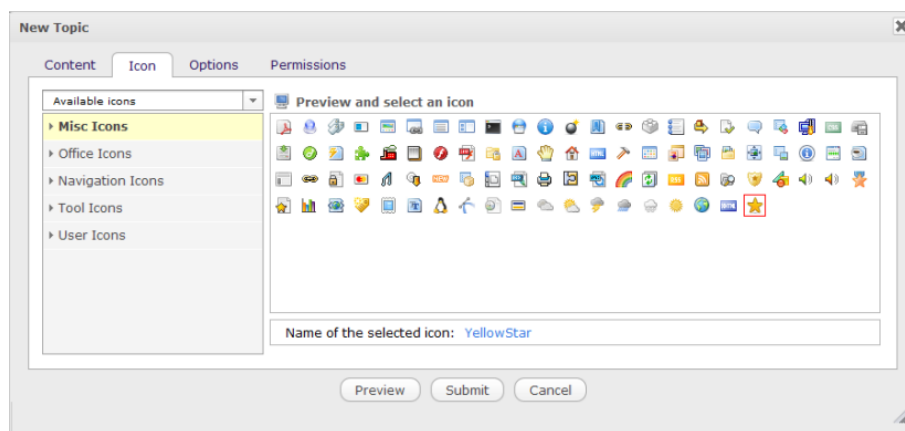 New Topic
Content Icon Options Permissions
Available icons
Preview and select an icon
Misc Icons
Office Icons
Navigation Icons
Tool Icons
User Icons
Name of the selected icon: YellowStar
Preview Submit Cancel